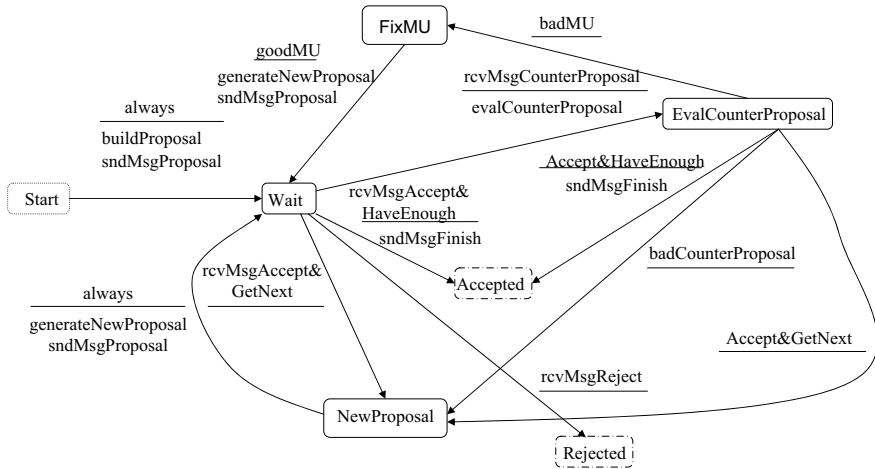 FixMU
badMU
goodMU
generateNewProposal
sndMsgProposal
rcvMsgCounterProposal
evalCounterProposal
always
buildProposal
sndMsgProposal
EvalCounterProposal
Accept&HaveEnough
sndMsgFinish
Start
Wait
rcvMsgAccept&
HaveEnough
sndMsgFinish
badCounterProposal
rcvMsgAccept&
GetNext
Accepted
always
generateNewProposal
sndMsgProposal
Accept&GetNext
rcvMsgReject
NewProposal
Rejected